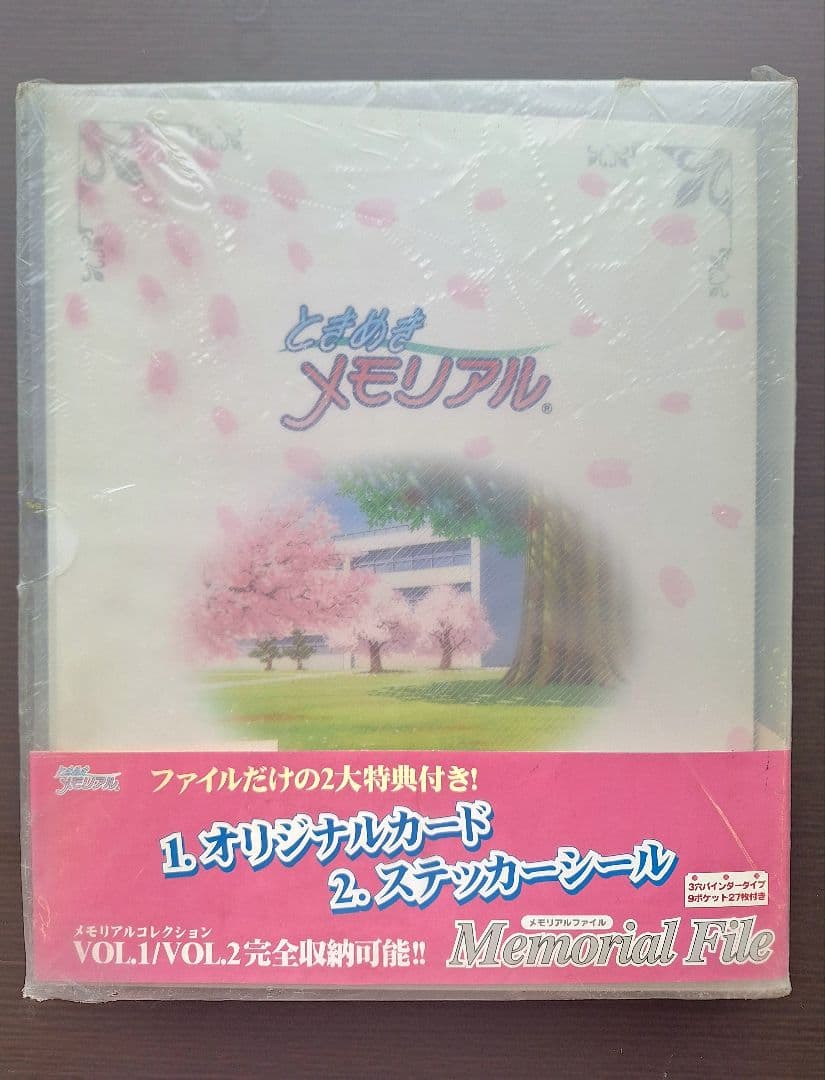 ときめき
メモリアル®
ときめき
メモリアル
ファイルだけの2大特典付き!
1.オリジナルカード
2.ステッカーシール
3穴バインダータイプ
9ポケット27枚付き
メモリアルコレクション
VOL.1/VOL.2完全収納可能!!
メモリアルファイル
Memorial File